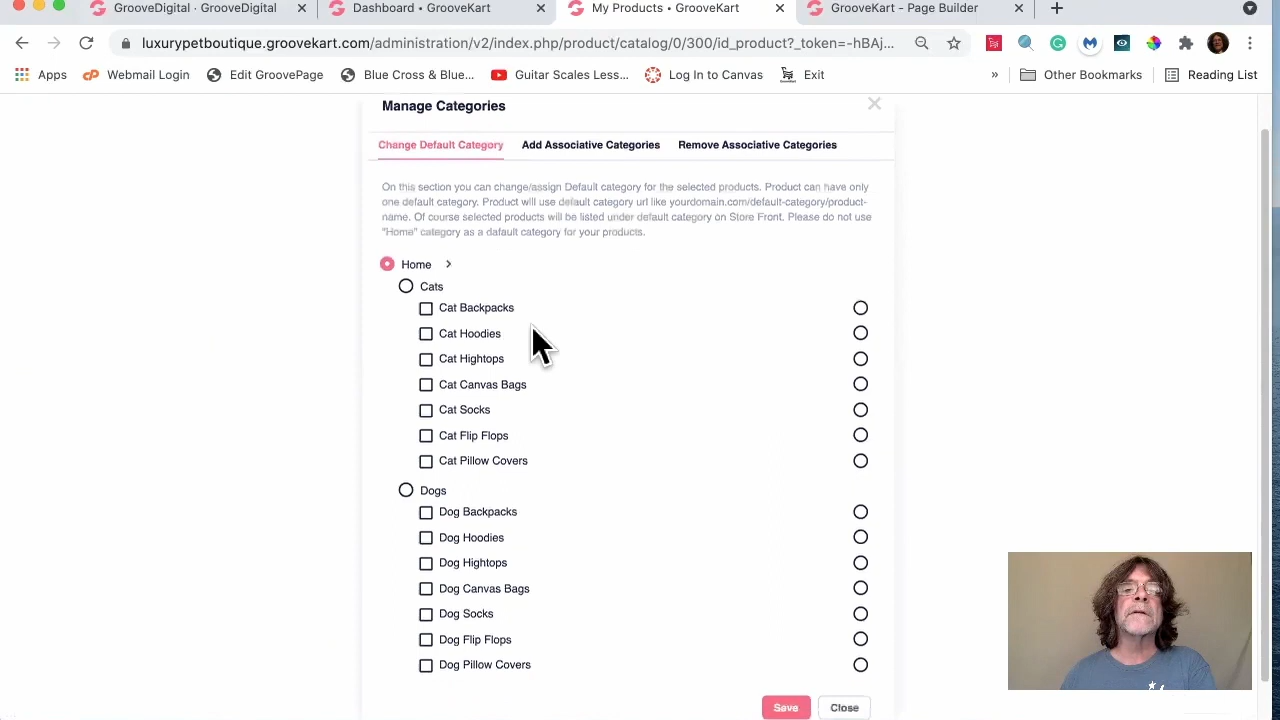 GrooveDigital · GrooveDigital
Dashboard • GrooveKart
My Products • GrooveKart
GrooveKart - Page Builder
luxurypetboutique.groovekart.com/administration/v2/index.php/product/catalog/0/300/id_product?_token=-hBAj...
Apps
Webmail Login
Edit GroovePage
Blue Cross & Blue...
Guitar Scales Less...
Log In to Canvas
Exit
»
Other Bookmarks
Reading List
Manage Categories
Change Default Category
Add Associative Categories
Remove Associative Categories
On this section you can change/assign Default category for the selected products. Product can have only
one default category. Product will use default category url like yourdomain.com/default-category/product-
name. Of course selected products will be listed under default category on Store Front. Please do not use
"Home" category as a dafault category for your products.
Home
Cats
Cat Backpacks
Cat Hoodies
Cat Hightops
Cat Canvas Bags
Cat Socks
Cat Flip Flops
Cat Pillow Covers
Dogs
Dog Backpacks
Dog Hoodies
Dog Hightops
Dog Canvas Bags
Dog Socks
Dog Flip Flops
Dog Pillow Covers
Save
Close